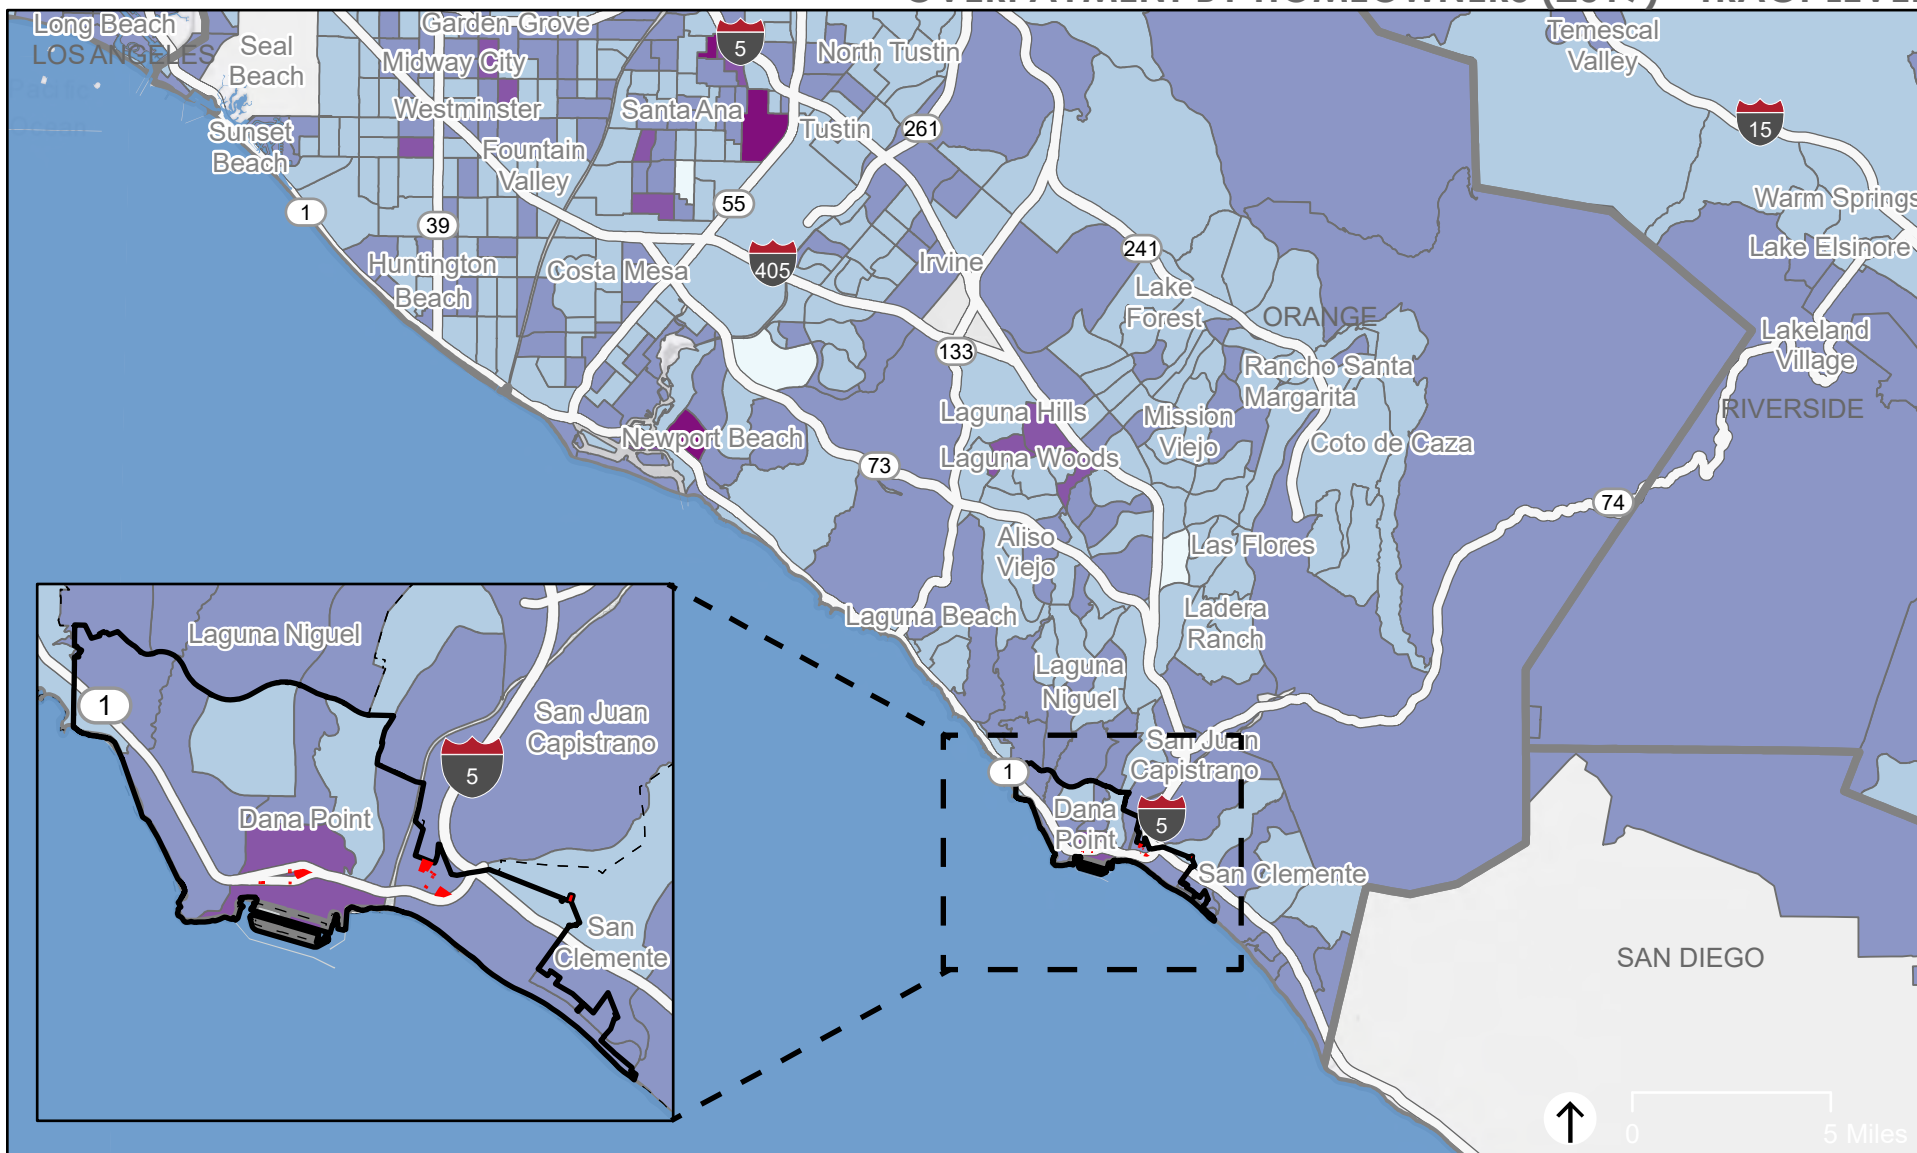 Long Beach
LOS ANGELES
Seal
Beach
Garden Grove
Midway City
Westminster
Sunset
Beach
Fountain
Valley
Santa Ana
North Tustin
Tustin
5
261
55
1
39
405
Huntington
Beach
Costa Mesa
Irvine
241
Temescal
Valley
15
Warm Springs
Lake Elsinore
Lake
Forest
ORANGE
Lakeland
Village
RIVERSIDE
133
Rancho Santa
Margarita
Laguna Hills
Mission
Viejo
Newport Beach
Laguna Woods
Coto de Caza
73
74
Aliso
Viejo
Las Flores
Laguna Beach
Ladera
Ranch
Laguna
Niguel
San Juan
Capistrano
1
Dana
Point
5
San Clemente
SAN DIEGO
Laguna Niguel
1
San Juan
Capistrano
5
Dana Point
San
Clemente
0 5 Miles